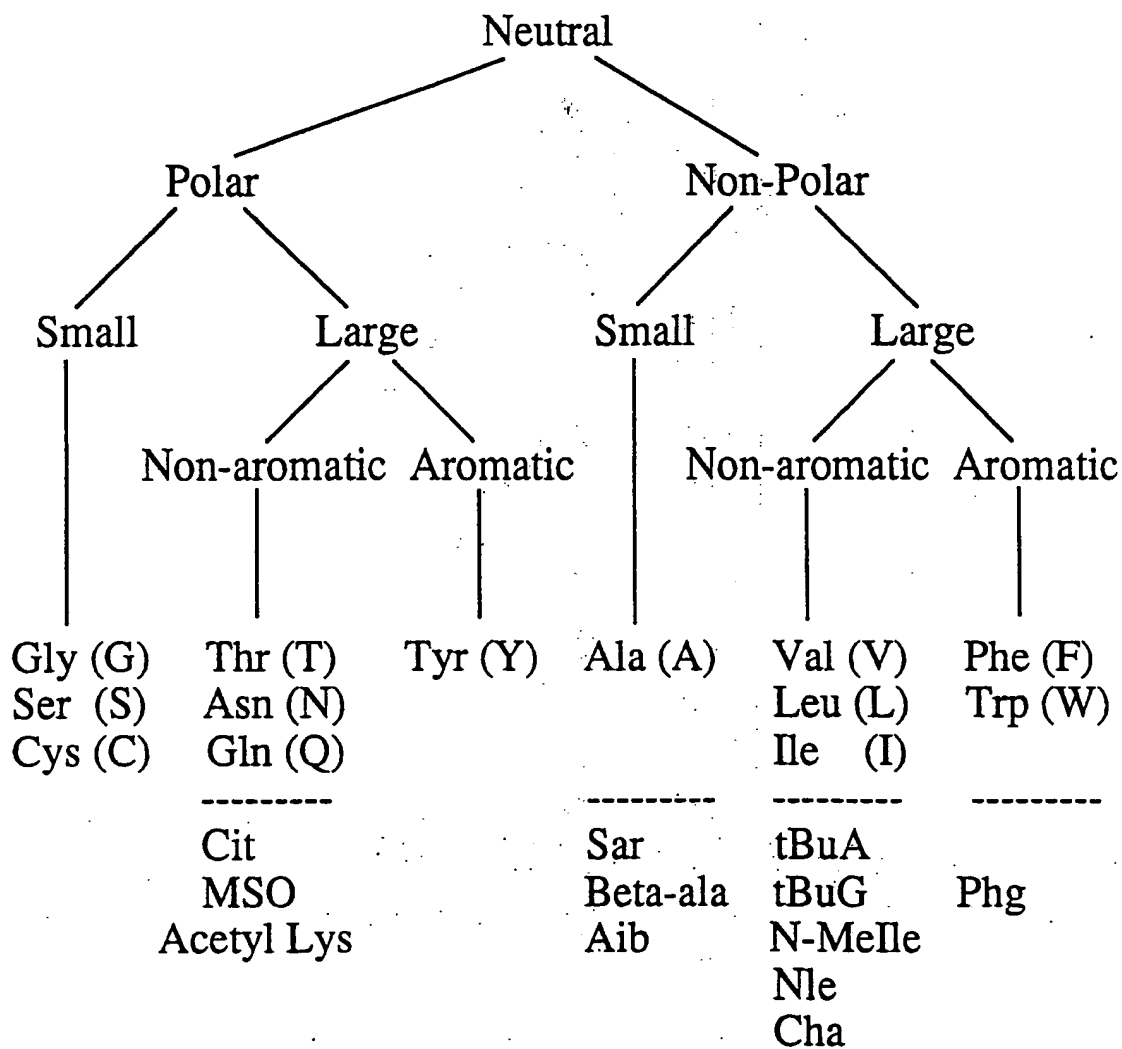 Neutral
Polar Non-Polar
Small Large Small Large
Non-aromatic Aromatic Non-aromatic Aromatic
Gly (G) Thr (T) Tyr (Y) Ala (A) Val (V) Phe (F)
Ser (S) Asn (N) Leu (L) Trp (W)
Cys (C) Gln (Q) Ile (I)
--------- --------- --------- ---------
Cit Sar tBuA
MSO Beta-ala tBuG Phg
Acetyl Lys Aib N-MeIle
Nle
Cha